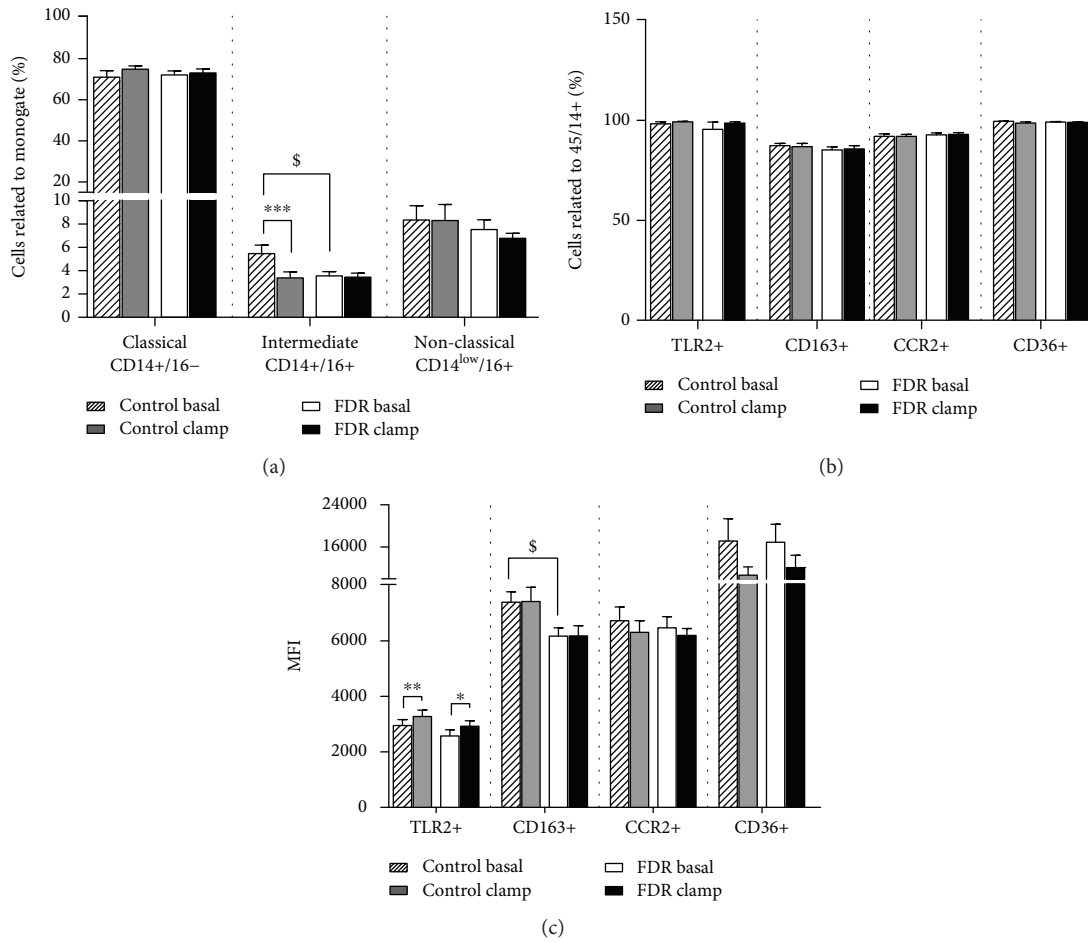 Cells related to monogate (%)
100
80
60
40
20
10
8
6
4
2
0
***
$
Classical
CD14+/16−
Intermediate
CD14+/16+
Non-classical
CD14low/16+
Control basal
Control clamp
FDR basal
FDR clamp
(a)
Cells related to 45/14+ (%)
150
100
50
0
TLR2+
CD163+
CCR2+
CD36+
Control basal
Control clamp
FDR basal
FDR clamp
(b)
MFI
24000
16000
8000
6000
4000
2000
0
**
*
$
TLR2+
CD163+
CCR2+
CD36+
Control basal
Control clamp
FDR basal
FDR clamp
(c)